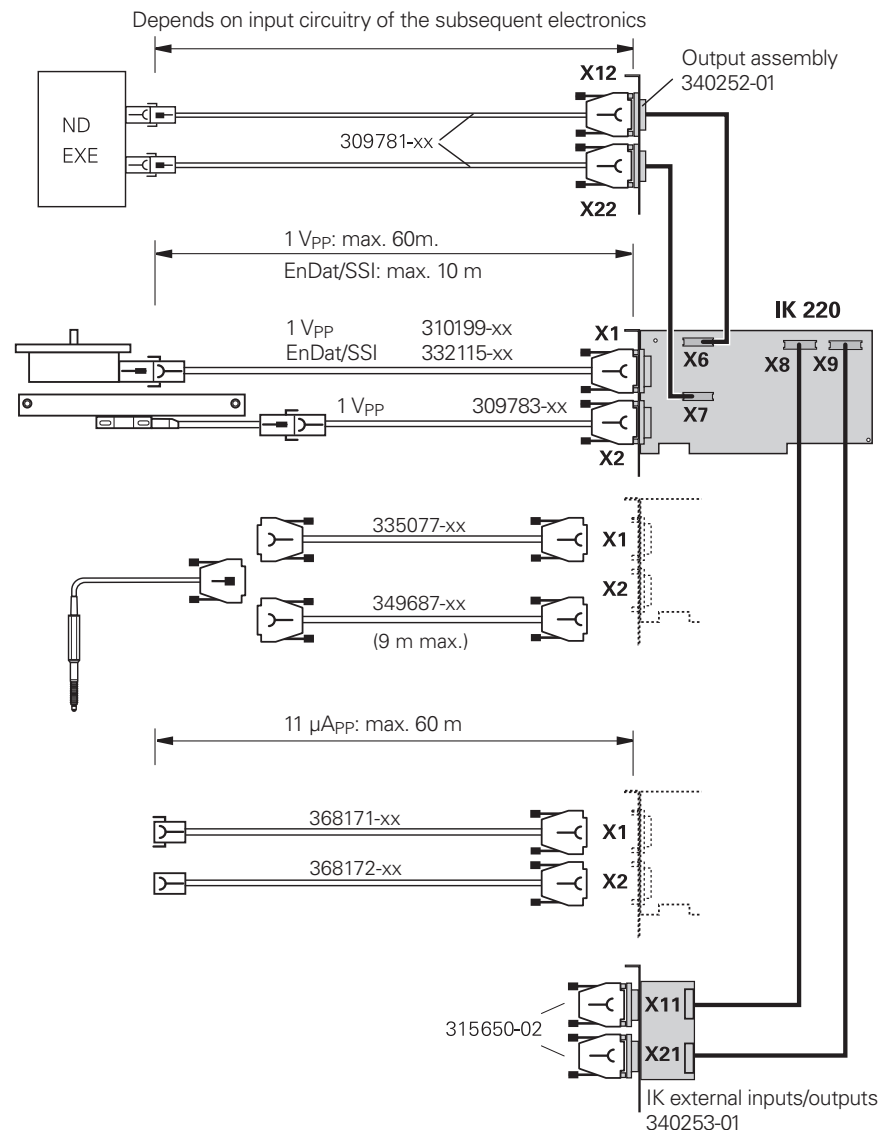 Depends on input circuitry of the subsequent electronics
X12
Output assembly
340252-01
ND
EXE
309781-xx
X22
1 VPP: max. 60m.
EnDat/SSI: max. 10 m
IK 220
1 VPP 310199-xx
EnDat/SSI 332115-xx
X1
X6
X8 X9
X7
1 VPP 309783-xx
X2
335077-xx
X1
X2
349687-xx
(9 m max.)
11 µAPP: max. 60 m
368171-xx
X1
368172-xx
X2
315650-02
X11
X21
IK external inputs/outputs
340253-01